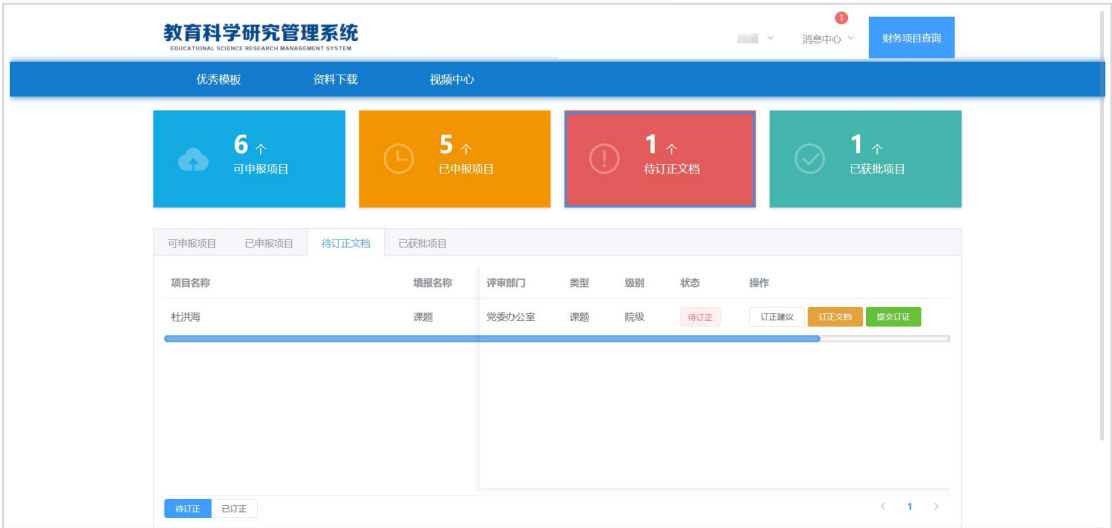 教育科学研究管理系统
EDUCATIONAL SCIENCE RESEARCH MANAGEMENT SYSTEM
1
消息中心
财务项目查询
优秀模板 资料下载 视频中心
6 个
可申报项目
5 个
已申报项目
1 个
待订正文档
1 个
已获批项目
可申报项目 已申报项目 待订正文档 已获批项目
项目名称 填报名称 评审部门 类型 级别 状态 操作
杜洪海 课题 党委办公室 课题 院级 待订正 订正建议 订正文档 提交订证
待订正 已订正 < 1 >